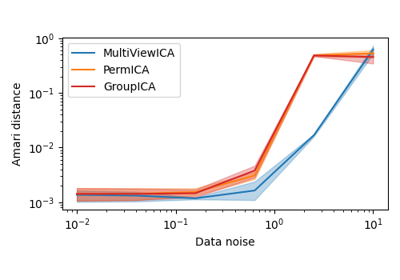 10⁰
10⁻¹
10⁻²
10⁻³
Amari distance
MultiViewICA
PermICA
GroupICA
10⁻² 10⁻¹ 10⁰ 10¹
Data noise